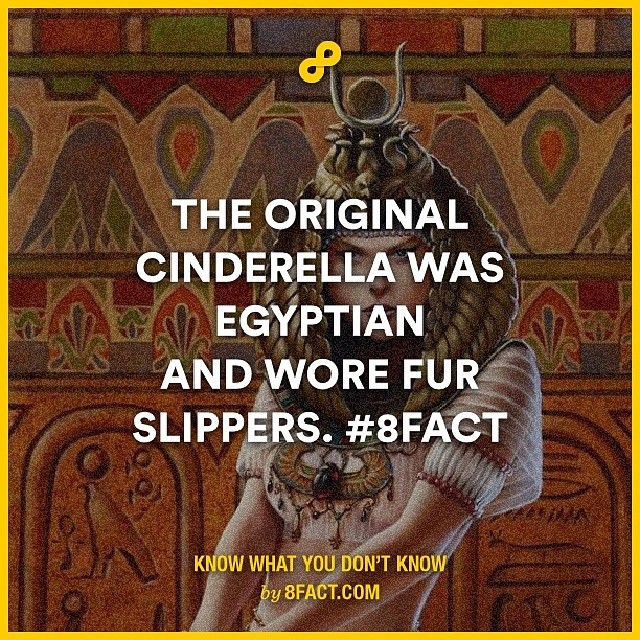 THE ORIGINAL
CINDERELLA WAS
EGYPTIAN
AND WORE FUR
SLIPPERS. #8FACT
KNOW WHAT YOU DON'T KNOW
by 8FACT.COM